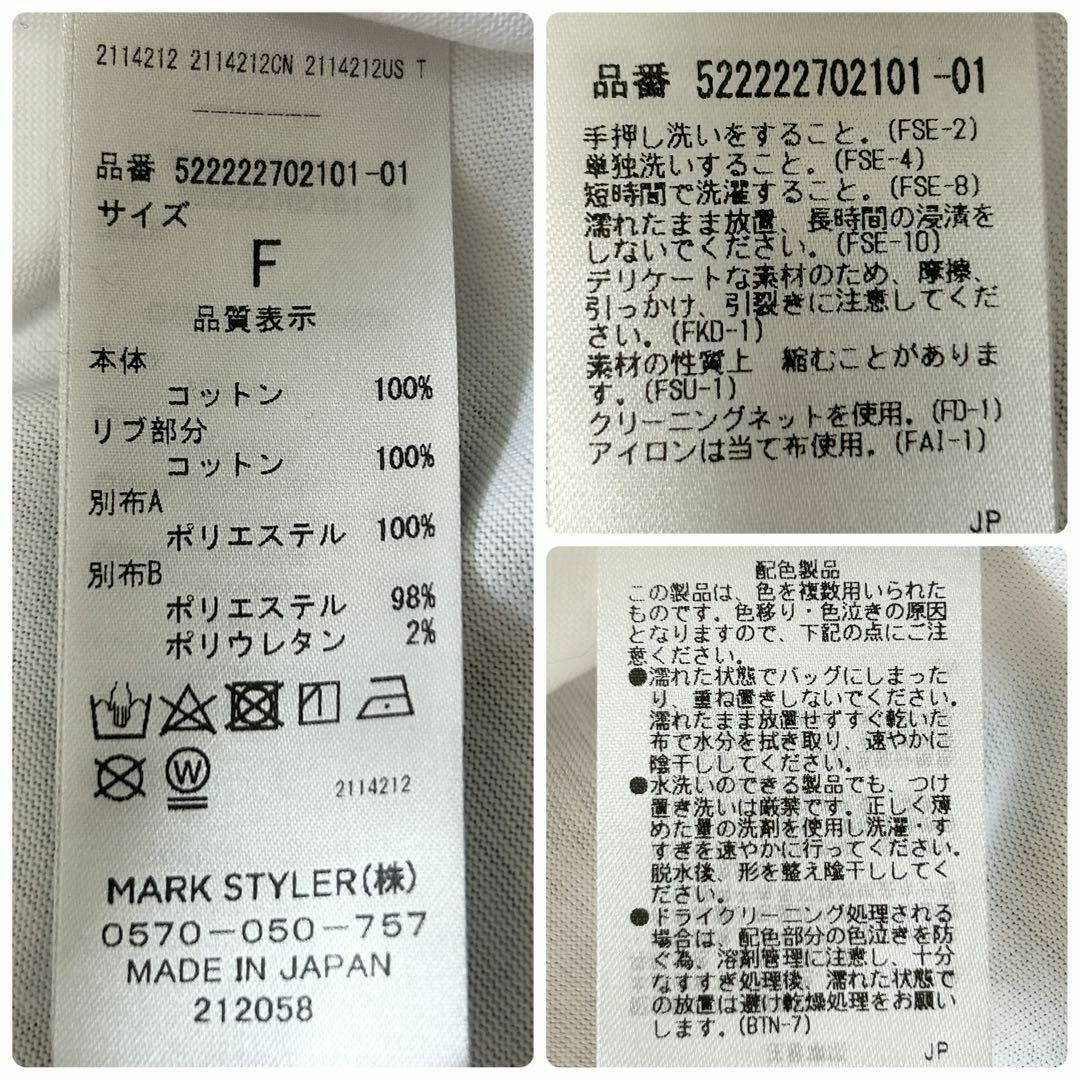 2114212 2114212CN 2114212US T
品番 522222702101-01
サイズ
F
品質表示
本体
コットン 100%
リブ部分
コットン 100%
別布A
ポリエステル 100%
別布B
ポリエステル 98%
ポリウレタン 2%
W
2114212
MARK STYLER(株)
0570-050-757
MADE IN JAPAN
212058
品番 522222702101-01
手押し洗いをすること。(FSE-2)
単独洗いすること。(FSE-4)
短時間で洗濯すること。(FSE-8)
濡れたまま放置、長時間の浸漬を
しないでください。(FSE-10)
デリケートな素材のため、摩擦、
引っかけ、引裂きに注意してくだ
さい。(FKD-1)
素材の性質上 縮むことがありま
す。(FSU-1)
クリーニングネットを使用。(FD-1)
アイロンは当て布使用。(FAI-1)
JP
配色製品
この製品は、色を複数用いられた
ものです。色移り・色泣きの原因
となりますので、下記の点にご注
意ください。
●濡れた状態でバッグにしまった
り、重ね置きしないでください。
濡れたまま放置せずすぐ乾いた
布で水分を拭き取り、速やかに
陰干ししてください。
●水洗いのできる製品でも、つけ
置き洗いは厳禁です。正しく薄
めた量の洗剤を使用し洗濯・す
すぎを速やかに行ってください。
脱水後、形を整え陰干ししてく
ださい。
●ドライクリーニング処理される
場合は、配色部分の色泣きを防
ぐ為、溶剤管理に注意し、十分
なすすぎ処理後、濡れた状態で
の放置は避け乾燥処理をお願い
します。(BTN-7)
JP